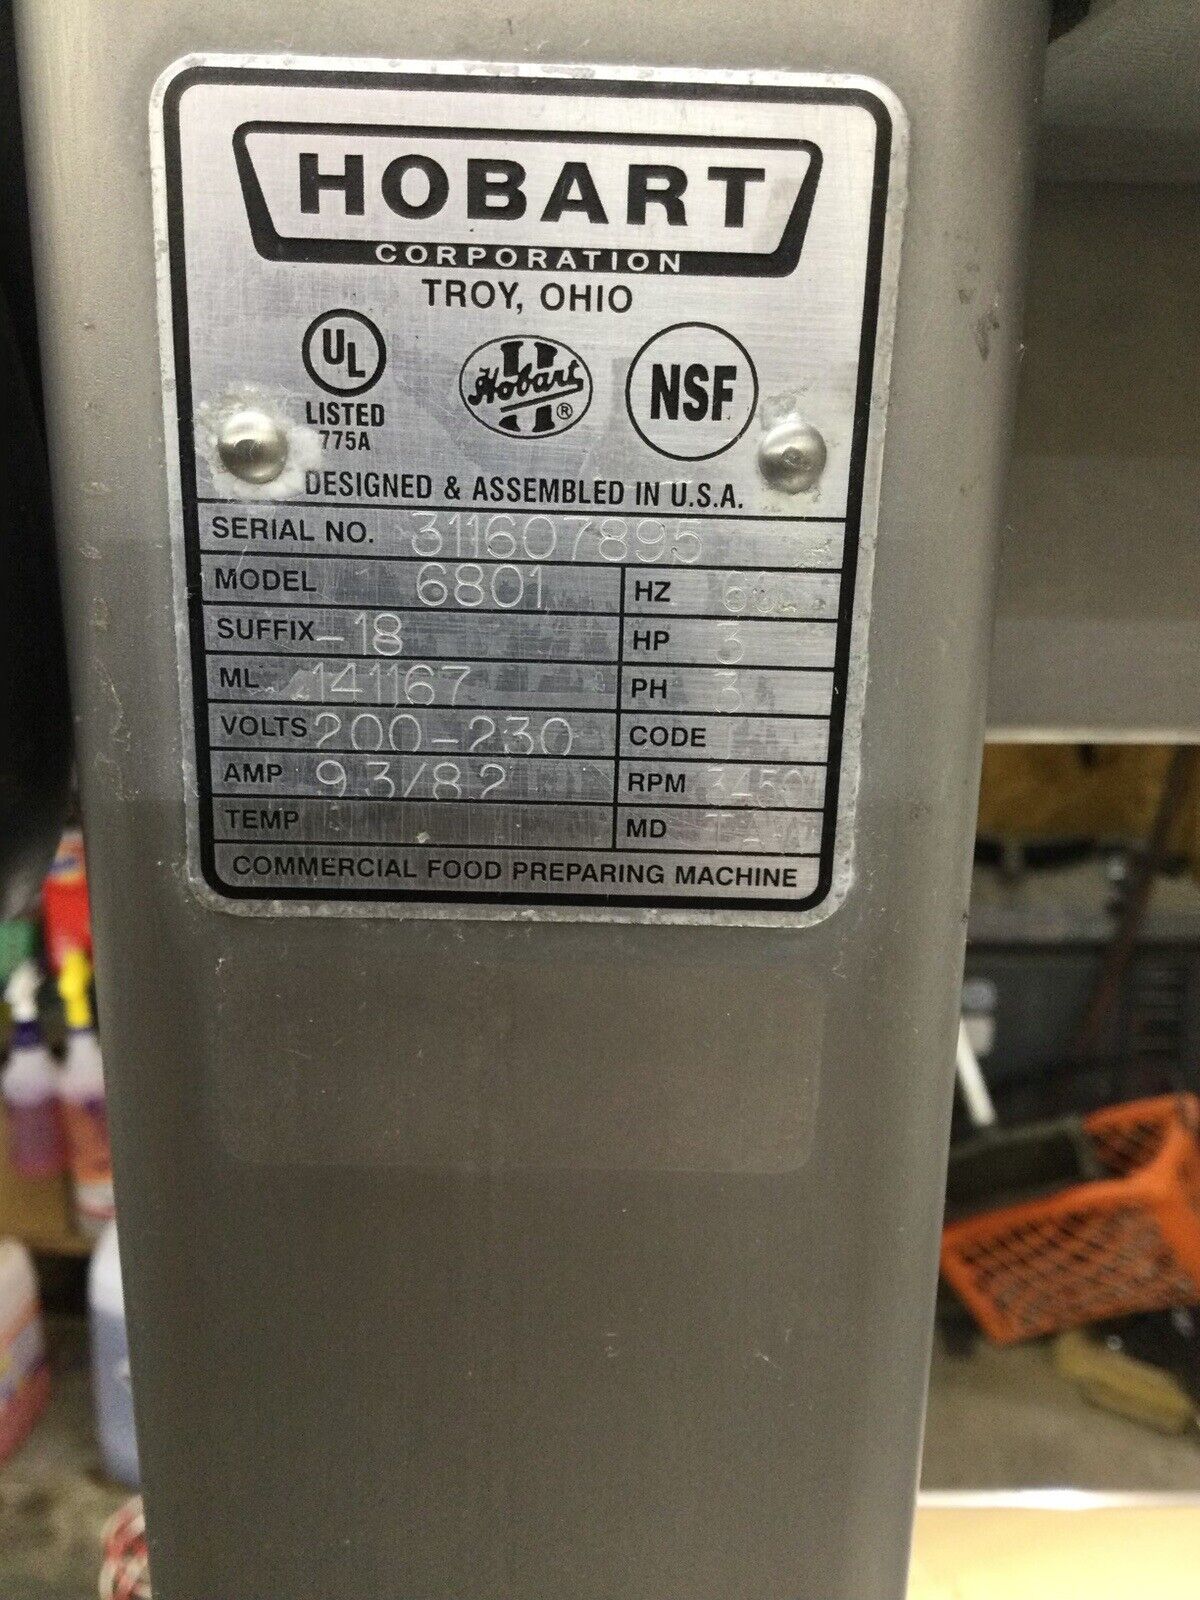 HOBART
CORPORATION
TROY, OHIO
UL
LISTED
775A
Hobart ®
NSF
DESIGNED & ASSEMBLED IN U.S.A.
SERIAL NO. 311607895
MODEL 6801 HZ 60
SUFFIX -18 HP 3
ML 141167 PH 3
VOLTS 200-230 CODE
AMP 9.3/8.2 RPM 3450
TEMP MD
COMMERCIAL FOOD PREPARING MACHINE